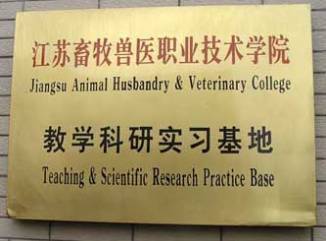 江苏畜牧兽医职业技术学院
Jiangsu Animal Husbandry & Veterinary College
教学科研实习基地
Teaching & Scientific Research Practice Base